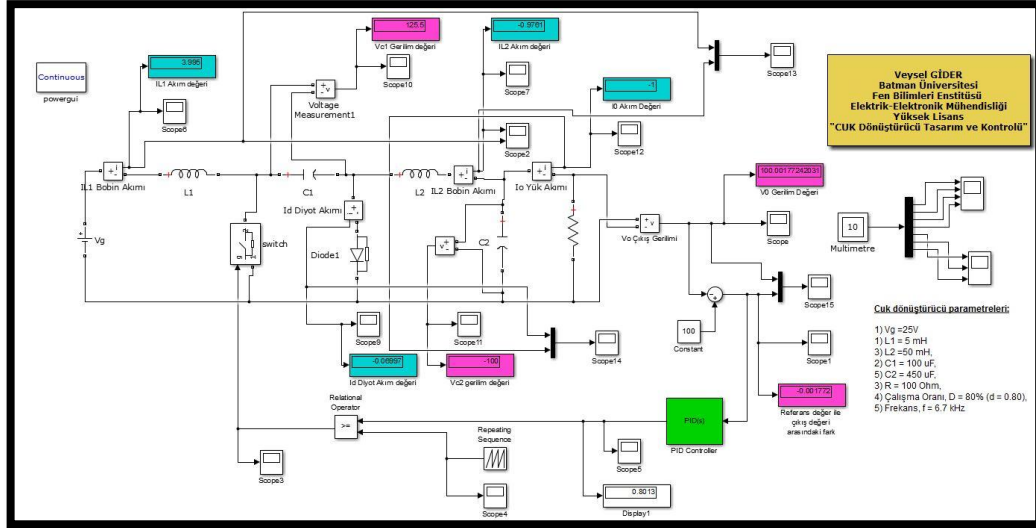 Continuous
powergui
3.995
IL1 Akım değeri
Scope6
125.5
Vc1 Gerilim değeri
Scope10
Voltage
Measurement1
-0.9761
IL2 Akım değeri
Scope7
Scope2
-1
I0 Akım Değeri
Scope12
Scope13
Veysel GİDER
Batman Üniversitesi
Fen Bilimleri Enstitüsü
Elektrik-Elektronik Mühendisliği
Yüksek Lisans
"CUK Dönüştürücü Tasarım ve Kontrolü"
IL1 Bobin Akımı
L1
C1
L2
IL2 Bobin Akımı
Io Yük Akımı
Id Diyot Akımı
Vg
switch
Diode1
C2
Vo Çıkış Gerilimi
100.00177242031
V0 Gerilim Değeri
Scope
10
Multimetre
Scope15
100
Constant
Scope1
-0.001772
Referans değer ile
çıkış değeri
arasındaki fark
Cuk dönüştürücü parametreleri:
1) Vg =25V
1) L1 = 5 mH
3) L2 =50 mH,
2) C1 = 100 uF,
5) C2 = 450 uF,
3) R = 100 Ohm,
4) Çalışma Oranı, D = 80% (d = 0.80),
5) Frekans, f = 6.7 kHz
Scope9
Scope11
Scope14
-0.06997
Id Diyot Akım değeri
-100
Vc2 gerilim değeri
Relational
Operator
>=
Repeating
Sequence
PID(s)
PID Controller
Scope3
Scope4
Scope5
0.8013
Display1